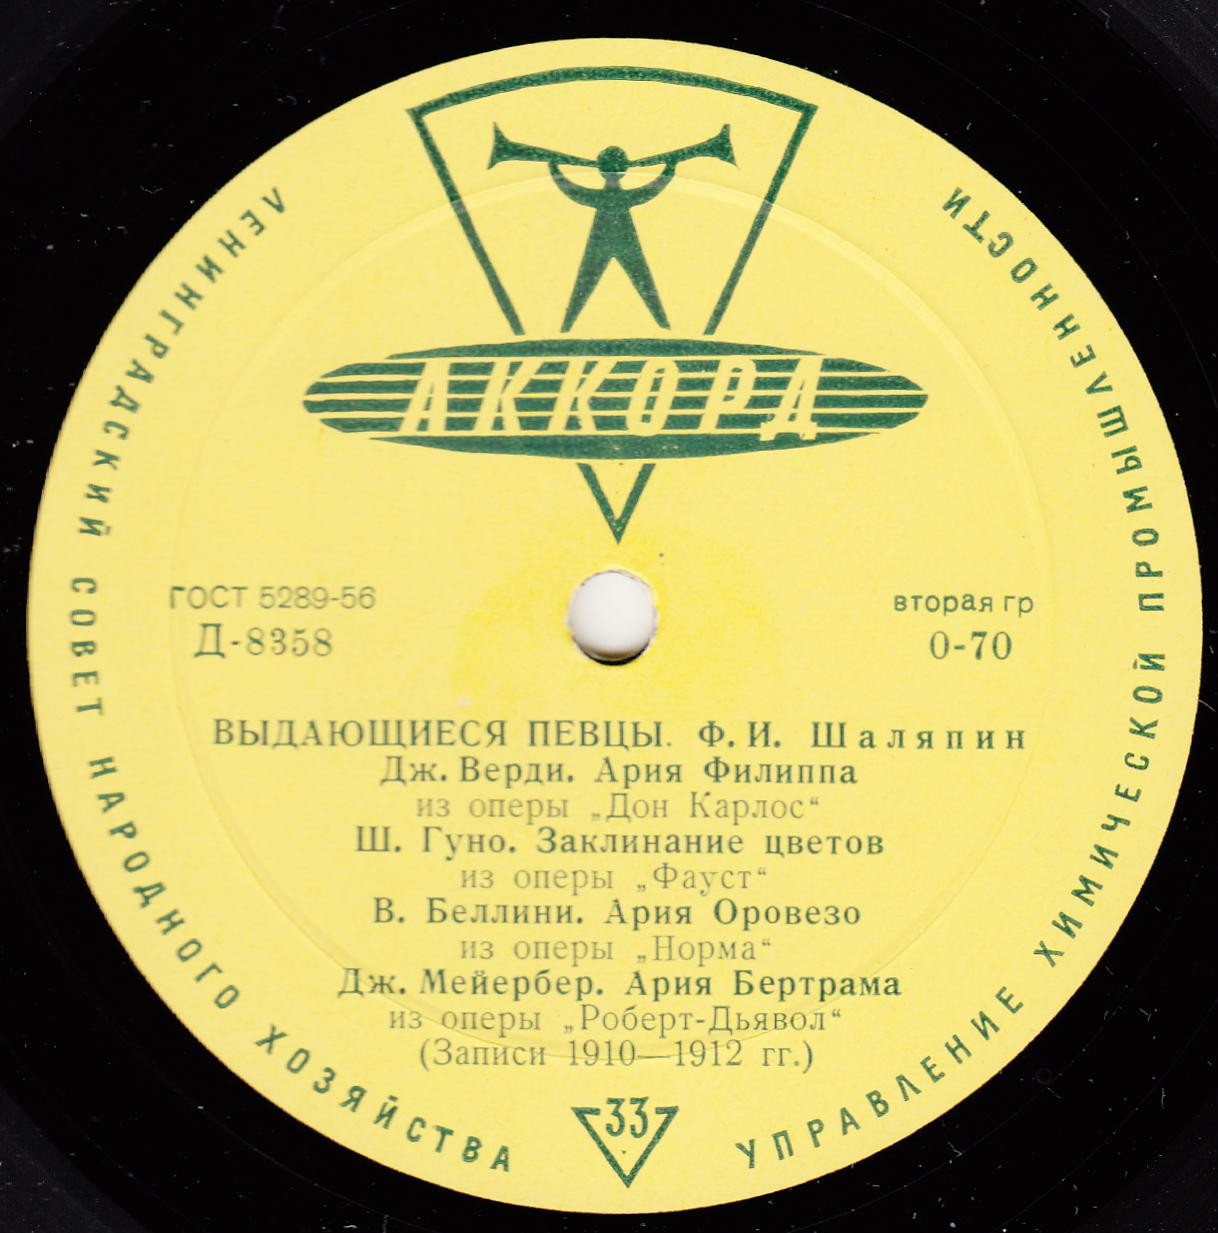 ЛЕНИНГРАДСКИЙ СОВЕТ НАРОДНОГО ХОЗЯЙСТВА
УПРАВЛЕНИЕ ХИМИЧЕСКОЙ ПРОМЫШЛЕННОСТИ
АККОРД
ГОСТ 5289-56
Д-8358
вторая гр
0-70
ВЫДАЮЩИЕСЯ ПЕВЦЫ. Ф. И. Шаляпин
Дж. Верди. Ария Филиппа
из оперы „Дон Карлос“
Ш. Гуно. Заклинание цветов
из оперы „Фауст“
В. Беллини. Ария Оровезо
из оперы „Норма“
Дж. Мейербер. Ария Бертрама
из оперы „Роберт-Дьявол“
(Записи 1910—1912 гг.)
33